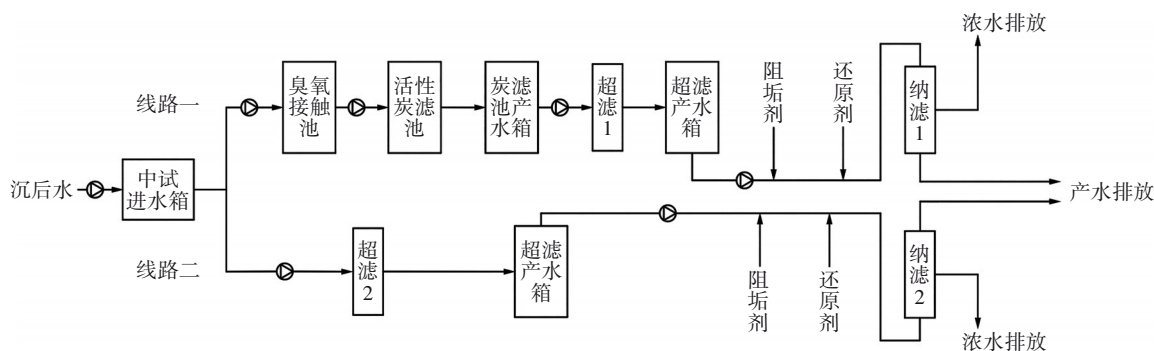 浓水排放
线路一
臭氧
接触
池
活性
炭滤
池
炭滤
池产
水箱
超
滤
1
超滤
产水
箱
阻
垢
剂
还
原
剂
纳
滤
1
沉后水
中试
进水箱
产水排放
线路二
超
滤
2
超滤
产水
箱
阻
垢
剂
还
原
剂
纳
滤
2
浓水排放